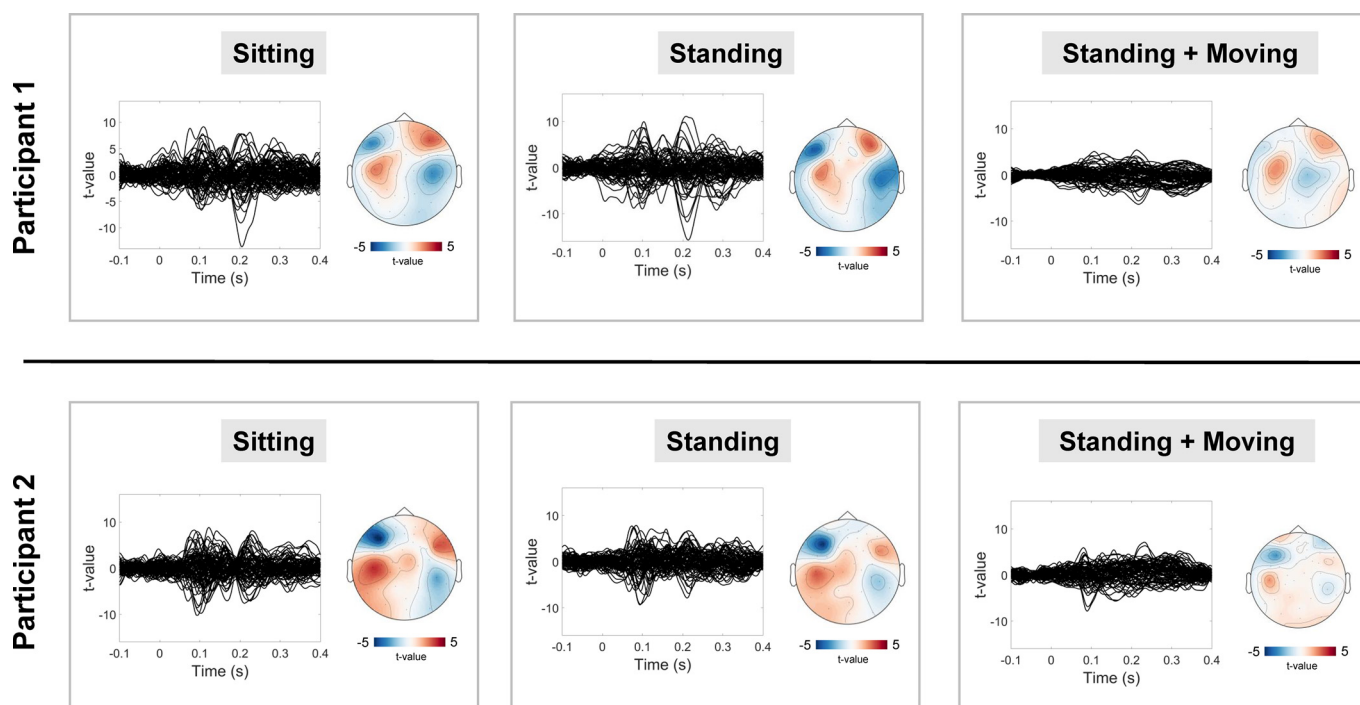 Participant 1
Sitting
t-value
10
5
0
-5
-10
-0.1 0 0.1 0.2 0.3 0.4
Time (s)
-5 5
t-value
Standing
t-value
10
0
-10
-0.1 0 0.1 0.2 0.3 0.4
Time (s)
-5 5
t-value
Standing + Moving
t-value
10
0
-10
-0.1 0 0.1 0.2 0.3 0.4
Time (s)
-5 5
t-value
Participant 2
Sitting
t-value
10
0
-10
-0.1 0 0.1 0.2 0.3 0.4
Time (s)
-5 5
t-value
Standing
t-value
10
0
-10
-0.1 0 0.1 0.2 0.3 0.4
Time (s)
-5 5
t-value
Standing + Moving
t-value
10
0
-10
-0.1 0 0.1 0.2 0.3 0.4
Time (s)
-5 5
t-value